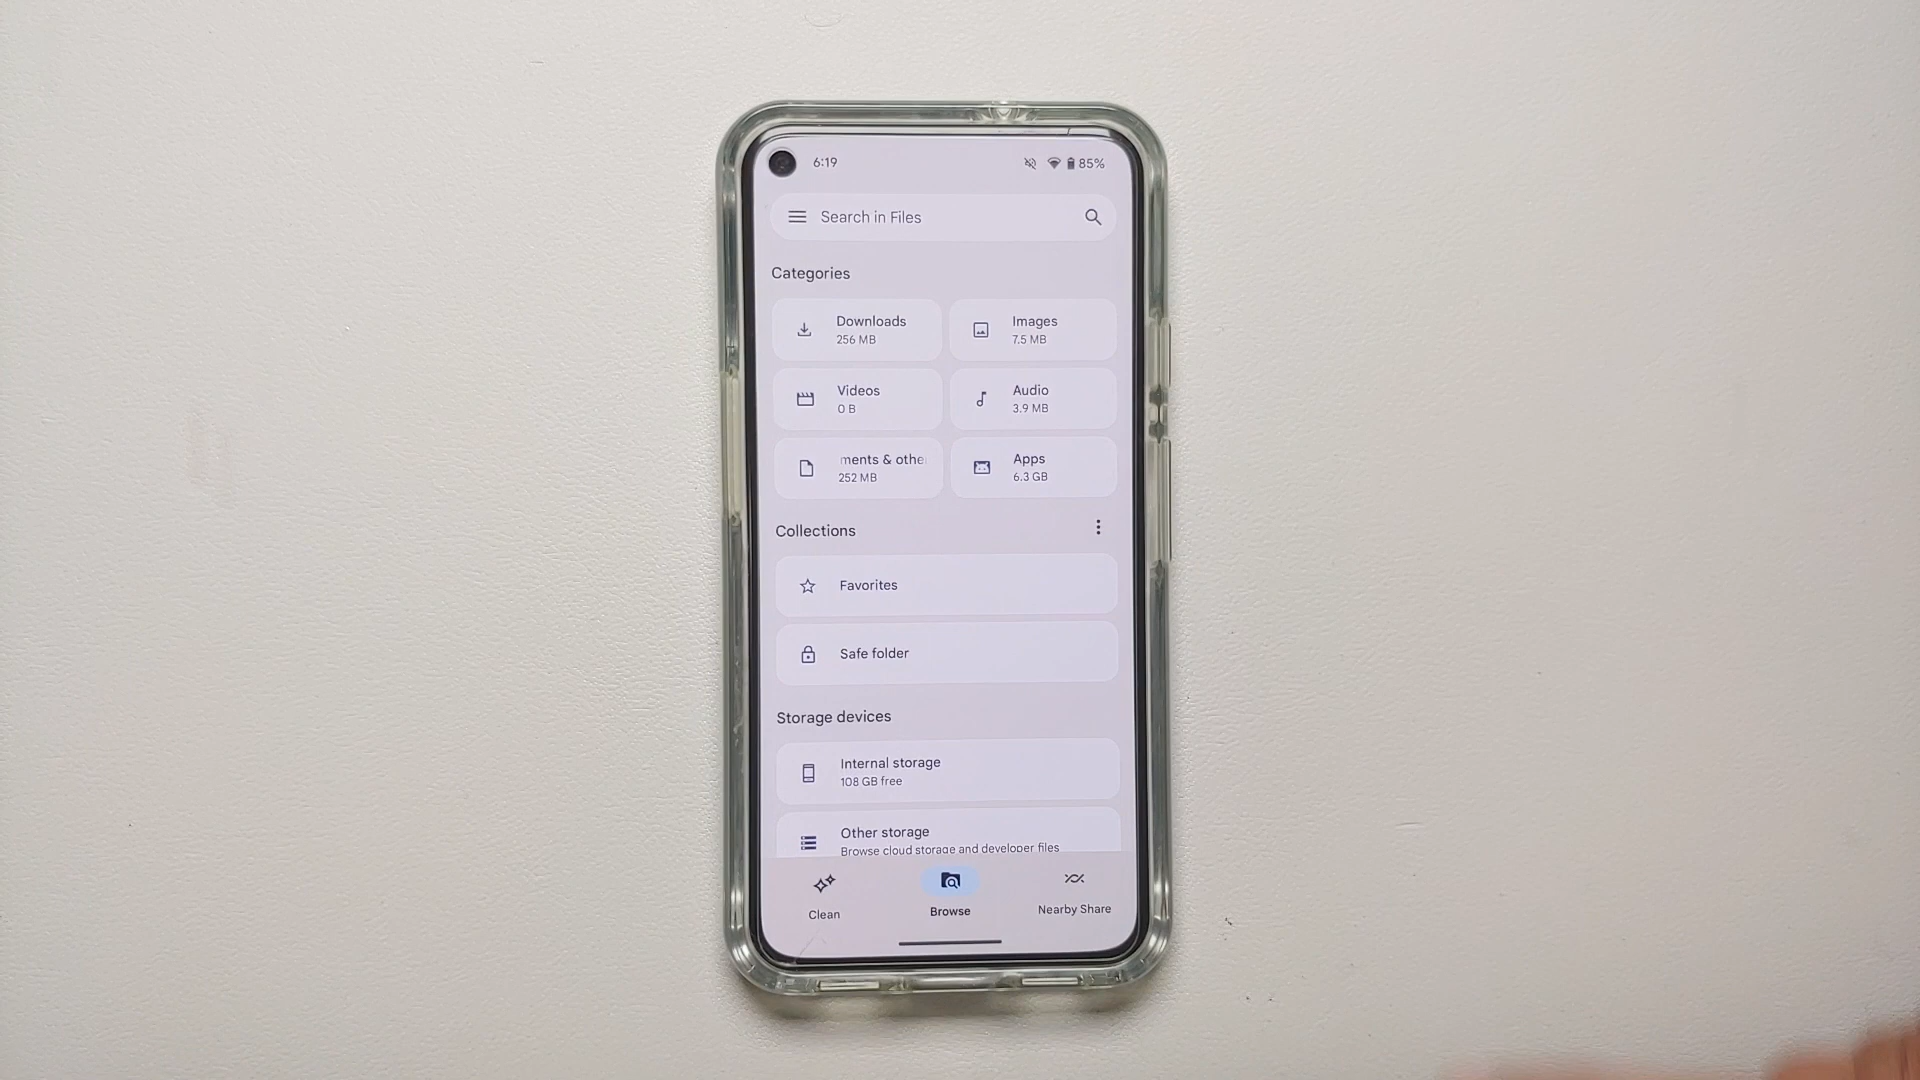 6:19
85%
Search in Files
Categories
Downloads
256 MB
Images
7.5 MB
Videos
0 B
Audio
3.9 MB
ments & othe
252 MB
Apps
6.3 GB
Collections
Favorites
Safe folder
Storage devices
Internal storage
108 GB free
Other storage
Browse cloud storage and developer files
Clean
Browse
Nearby Share